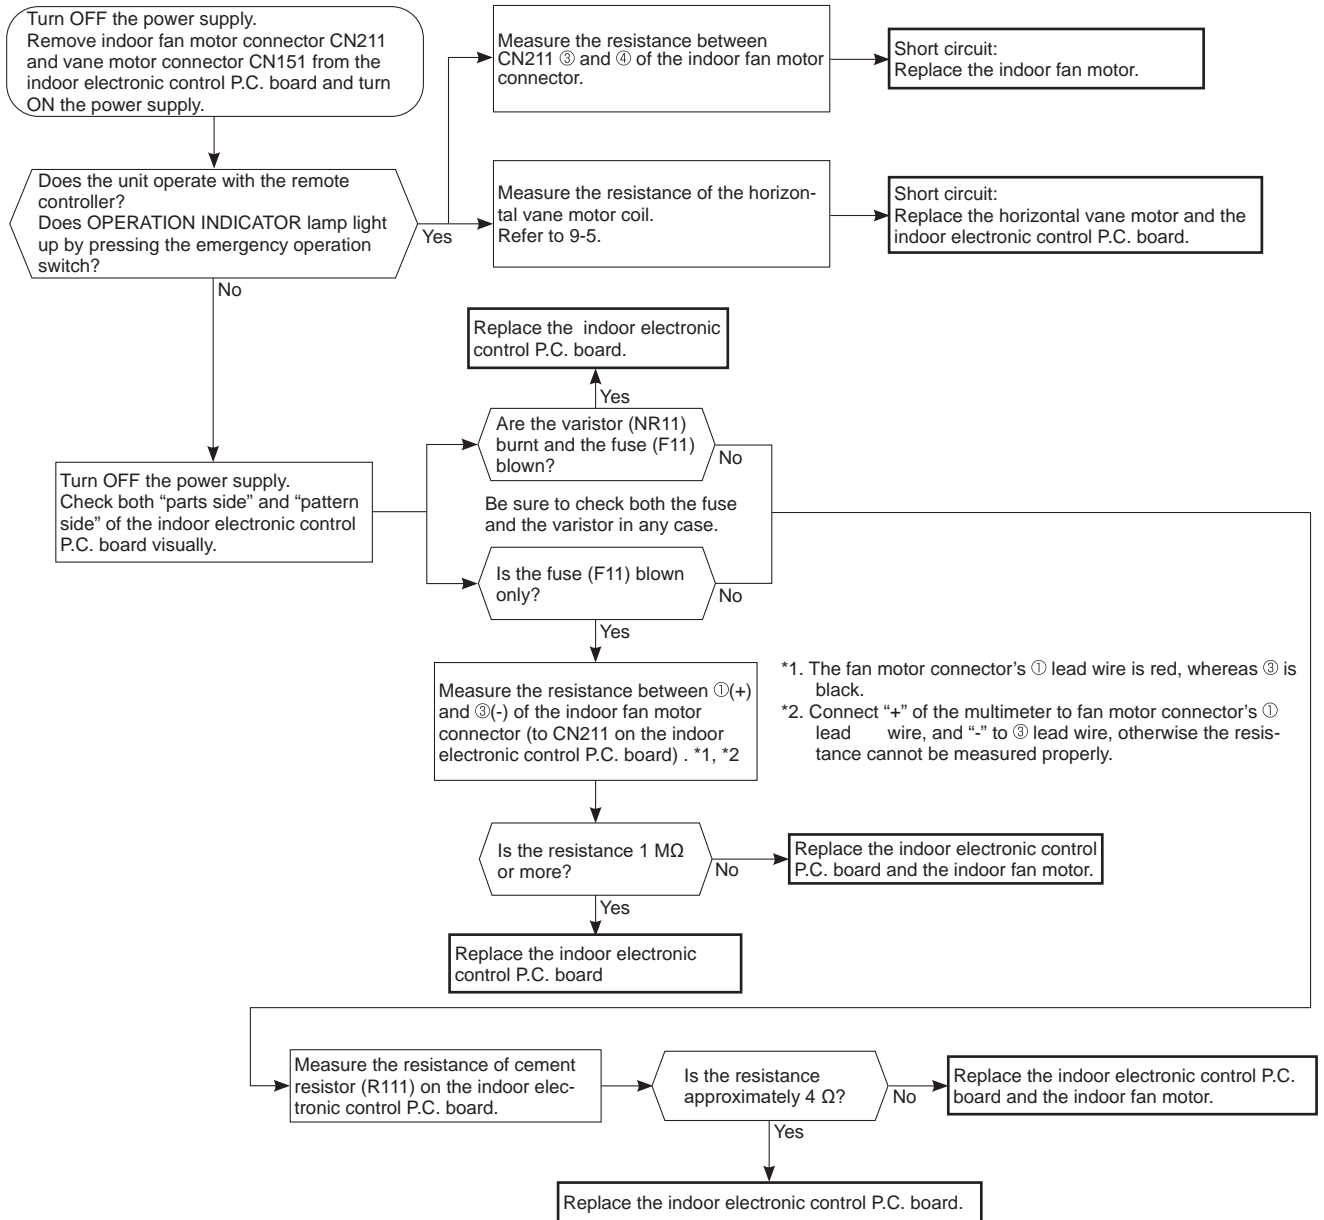 Turn OFF the power supply.
Remove indoor fan motor connector CN211
and vane motor connector CN151 from the
indoor electronic control P.C. board and turn
ON the power supply.
Measure the resistance between
CN211 ③ and ④ of the indoor fan motor
connector.
Short circuit:
Replace the indoor fan motor.
Does the unit operate with the remote
controller?
Does OPERATION INDICATOR lamp light
up by pressing the emergency operation
switch?
Yes
Measure the resistance of the horizon-
tal vane motor coil.
Refer to 9-5.
Short circuit:
Replace the horizontal vane motor and the
indoor electronic control P.C. board.
No
Replace the  indoor electronic
control P.C. board.
Yes
Are the varistor (NR11)
burnt and the fuse (F11)
blown?
No
Turn OFF the power supply.
Check both “parts side” and “pattern
side” of the indoor electronic control
P.C. board visually.
Be sure to check both the fuse
and the varistor in any case.
Is the fuse (F11) blown
only?
No
Yes
Measure the resistance between ①(+)
and ③(-) of the indoor fan motor
connector (to CN211 on the indoor
electronic control P.C. board) . *1, *2
*1. The fan motor connector’s ① lead wire is red, whereas ③ is
black.
*2. Connect “+” of the multimeter to fan motor connector’s ①
lead      wire, and “-” to ③ lead wire, otherwise the resis-
tance cannot be measured properly.
Is the resistance 1 MΩ
or more?
No
Replace the indoor electronic control
P.C. board and the indoor fan motor.
Yes
Replace the indoor electronic
control P.C. board
Measure the resistance of cement
resistor (R111) on the indoor elec-
tronic control P.C. board.
Is the resistance
approximately 4 Ω?
No
Replace the indoor electronic control P.C.
board and the indoor fan motor.
Yes
Replace the indoor electronic control P.C. board.